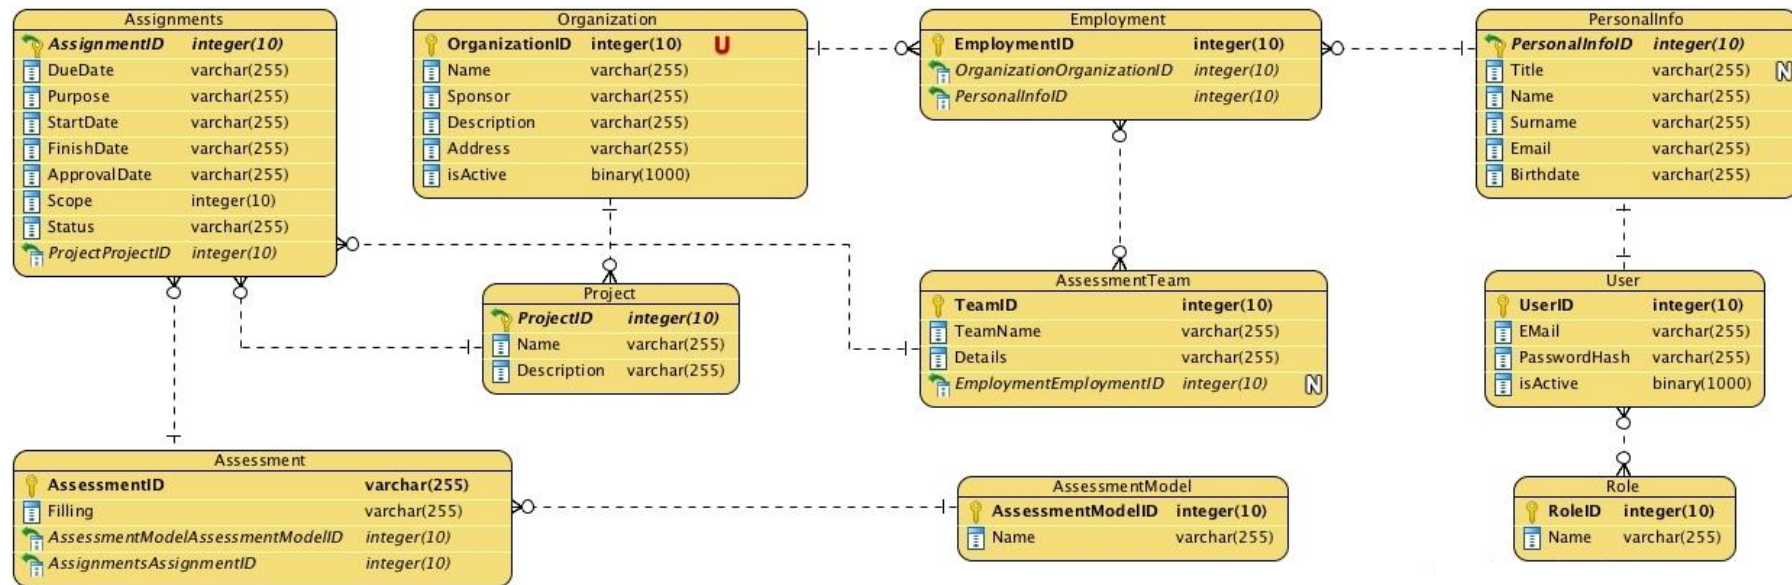 Assignments
AssignmentID integer(10)
DueDate varchar(255)
Purpose varchar(255)
StartDate varchar(255)
FinishDate varchar(255)
ApprovalDate varchar(255)
Scope integer(10)
Status varchar(255)
ProjectProjectID integer(10)
Organization
OrganizationID integer(10) U
Name varchar(255)
Sponsor varchar(255)
Description varchar(255)
Address varchar(255)
isActive binary(1000)
Employment
EmploymentID integer(10)
OrganizationOrganizationID integer(10)
PersonalInfoID integer(10)
PersonalInfo
PersonalInfoID integer(10)
Title varchar(255) N
Name varchar(255)
Surname varchar(255)
Email varchar(255)
Birthdate varchar(255)
Project
ProjectID integer(10)
Name varchar(255)
Description varchar(255)
AssessmentTeam
TeamID integer(10)
TeamName varchar(255)
Details varchar(255)
EmploymentEmploymentID integer(10) N
User
UserID integer(10)
EMail varchar(255)
PasswordHash varchar(255)
isActive binary(1000)
Assessment
AssessmentID varchar(255)
Filling varchar(255)
AssessmentModelAssessmentModelID integer(10)
AssignmentsAssignmentID integer(10)
AssessmentModel
AssessmentModelID integer(10)
Name varchar(255)
Role
RoleID integer(10)
Name varchar(255)